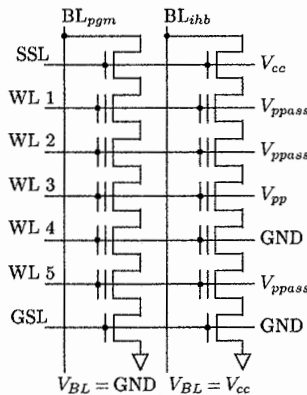 BL_pgm BL_ihb
SSL V_cc
WL 1 V_ppass
WL 2 V_ppass
WL 3 V_pp
WL 4 GND
WL 5 V_ppass
GSL GND
V_BL = GND V_BL = V_cc